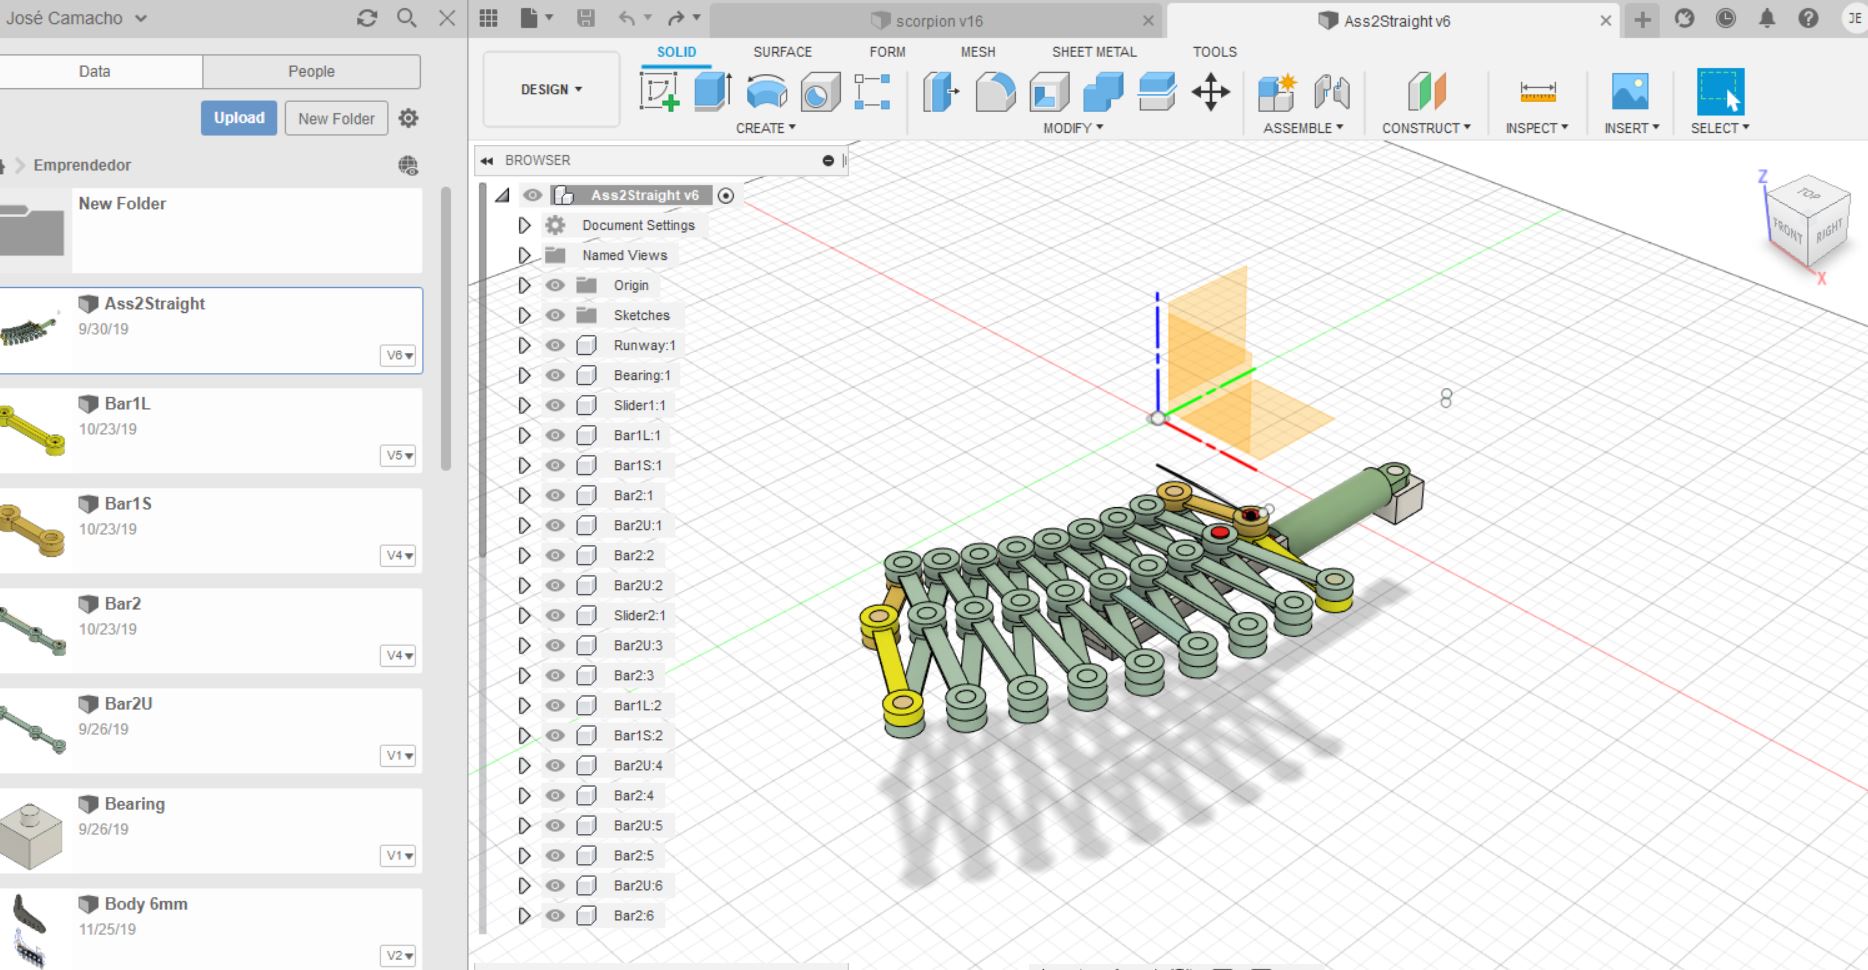 José Camacho
scorpion v16
Ass2Straight v6
JE
Data
People
Upload
New Folder
Emprendedor
New Folder
Ass2Straight
9/30/19
V6
Bar1L
10/23/19
V5
Bar1S
10/23/19
V4
Bar2
10/23/19
V4
Bar2U
9/26/19
V1
Bearing
9/26/19
V1
Body 6mm
11/25/19
V2
SOLID
SURFACE
FORM
MESH
SHEET METAL
TOOLS
DESIGN
CREATE
MODIFY
ASSEMBLE
CONSTRUCT
INSPECT
INSERT
SELECT
BROWSER
Ass2Straight v6
Document Settings
Named Views
Origin
Sketches
Runway:1
Bearing:1
Slider1:1
Bar1L:1
Bar1S:1
Bar2:1
Bar2U:1
Bar2:2
Bar2U:2
Slider2:1
Bar2U:3
Bar2:3
Bar1L:2
Bar1S:2
Bar2U:4
Bar2:4
Bar2U:5
Bar2:5
Bar2U:6
Bar2:6
Z
TOP
FRONT
RIGHT
X